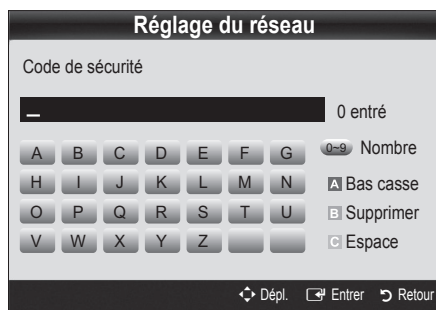 Réglage du réseau
Code de sécurité
_ 0 entré
A B C D E F G 0~9 Nombre
H I J K L M N A Bas casse
O P Q R S T U B Supprimer
V W X Y Z C Espace
Dépl. Entrer Retour